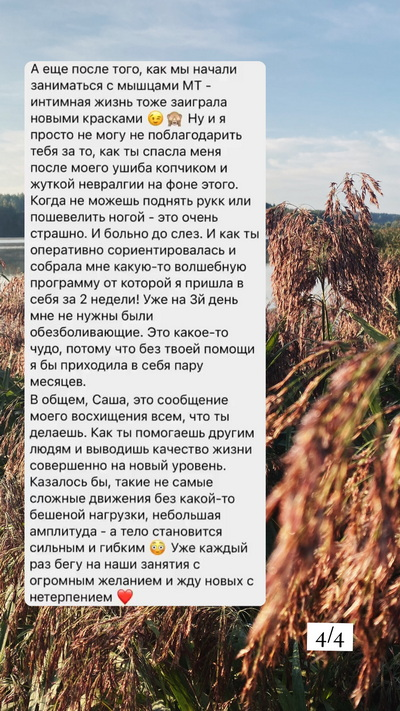 А еще после того, как мы начали
заниматься с мышцами МТ -
интимная жизнь тоже заиграла
новыми красками 😉 🙈 Ну и я
просто не могу не поблагодарить
тебя за то, как ты спасла меня
после моего ушиба копчиком и
жуткой невралгии на фоне этого.
Когда не можешь поднять рукк или
пошевелить ногой - это очень
страшно. И больно до слез. И как ты
оперативно сориентировалась и
собрала мне какую-то волшебную
программу от которой я пришла в
себя за 2 недели! Уже на 3й день
мне не нужны были
обезболивающие. Это какое-то
чудо, потому что без твоей помощи
я бы приходила в себя пару
месяцев.
В общем, Саша, это сообщение
моего восхищения всем, что ты
делаешь. Как ты помогаешь другим
людям и выводишь качество жизни
совершенно на новый уровень.
Казалось бы, такие не самые
сложные движения без какой-то
бешеной нагрузки, небольшая
амплитуда - а тело становится
сильным и гибким 😳 Уже каждый
раз бегу на наши занятия с
огромным желанием и жду новых с
нетерпением ❤️
4/4